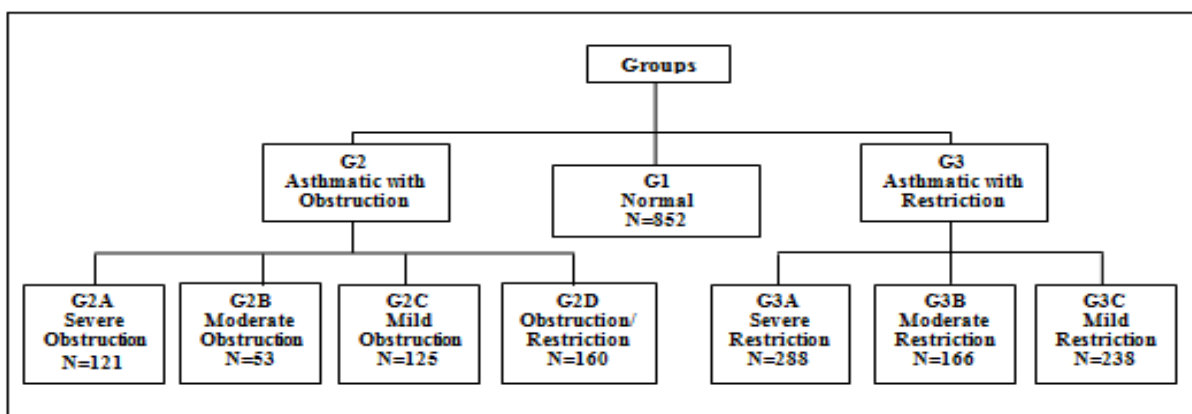 Groups
G2
Asthmatic with
Obstruction
G1
Normal
N=852
G3
Asthmatic with
Restriction
G2A
Severe
Obstruction
N=121
G2B
Moderate
Obstruction
N=53
G2C
Mild
Obstruction
N=125
G2D
Obstruction/
Restriction
N=160
G3A
Severe
Restriction
N=288
G3B
Moderate
Restriction
N=166
G3C
Mild
Restriction
N=238